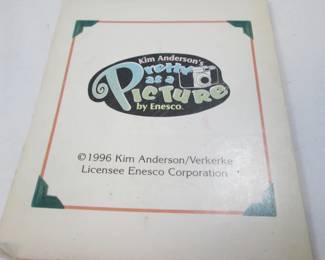 Kim Anderson's
Pretty
as a
Picture
by Enesco®
©1996 Kim Anderson/Verkerke
Licensee Enesco Corporation